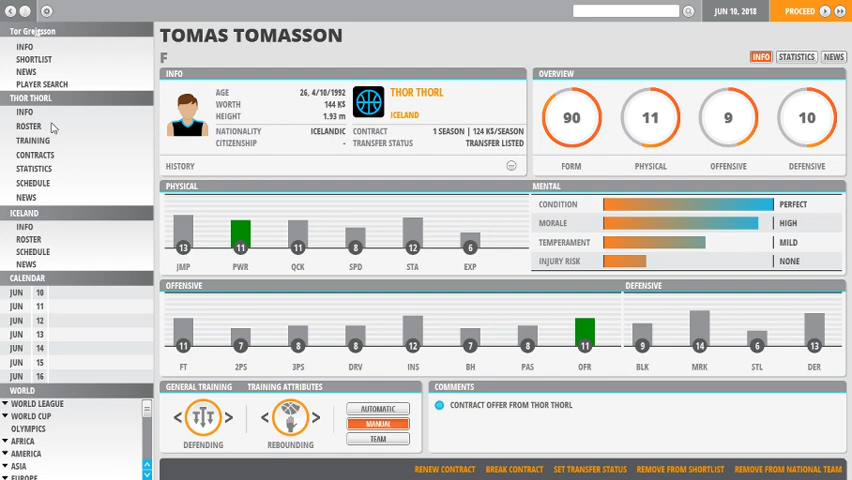 JUN 10, 2018
PROCEED
Tor Grejgsson
INFO
SHORTLIST
NEWS
PLAYER SEARCH
THOR THORL
INFO
ROSTER
TRAINING
CONTRACTS
STATISTICS
SCHEDULE
NEWS
ICELAND
INFO
ROSTER
SCHEDULE
NEWS
CALENDAR
JUN 10
JUN 11
JUN 12
JUN 13
JUN 14
JUN 15
JUN 16
WORLD
WORLD LEAGUE
WORLD CUP
OLYMPICS
AFRICA
AMERICA
ASIA
EUROPE
TOMAS TOMASSON
F
INFO STATISTICS NEWS
INFO
AGE 26, 4/10/1992
WORTH 144 K$
HEIGHT 1.93 m
NATIONALITY ICELANDIC
CITIZENSHIP -
THOR THORL
ICELAND
CONTRACT 1 SEASON | 124 K$/SEASON
TRANSFER STATUS TRANSFER LISTED
HISTORY
OVERVIEW
90 11 9 10
FORM PHYSICAL OFFENSIVE DEFENSIVE
PHYSICAL
13 11 11 8 12 6
JMP PWR QCK SPD STA EXP
MENTAL
CONDITION PERFECT
MORALE HIGH
TEMPERAMENT MILD
INJURY RISK NONE
OFFENSIVE
11 7 8 8 12 7 8 11
FT 2PS 3PS DRV INS BH PAS OFR
DEFENSIVE
9 14 6 13
BLK MRK STL DER
GENERAL TRAINING TRAINING ATTRIBUTES
< > < >
DEFENDING REBOUNDING
AUTOMATIC
MANUAL
TEAM
COMMENTS
CONTRACT OFFER FROM THOR THORL
RENEW CONTRACT BREAK CONTRACT SET TRANSFER STATUS REMOVE FROM SHORTLIST REMOVE FROM NATIONAL TEAM